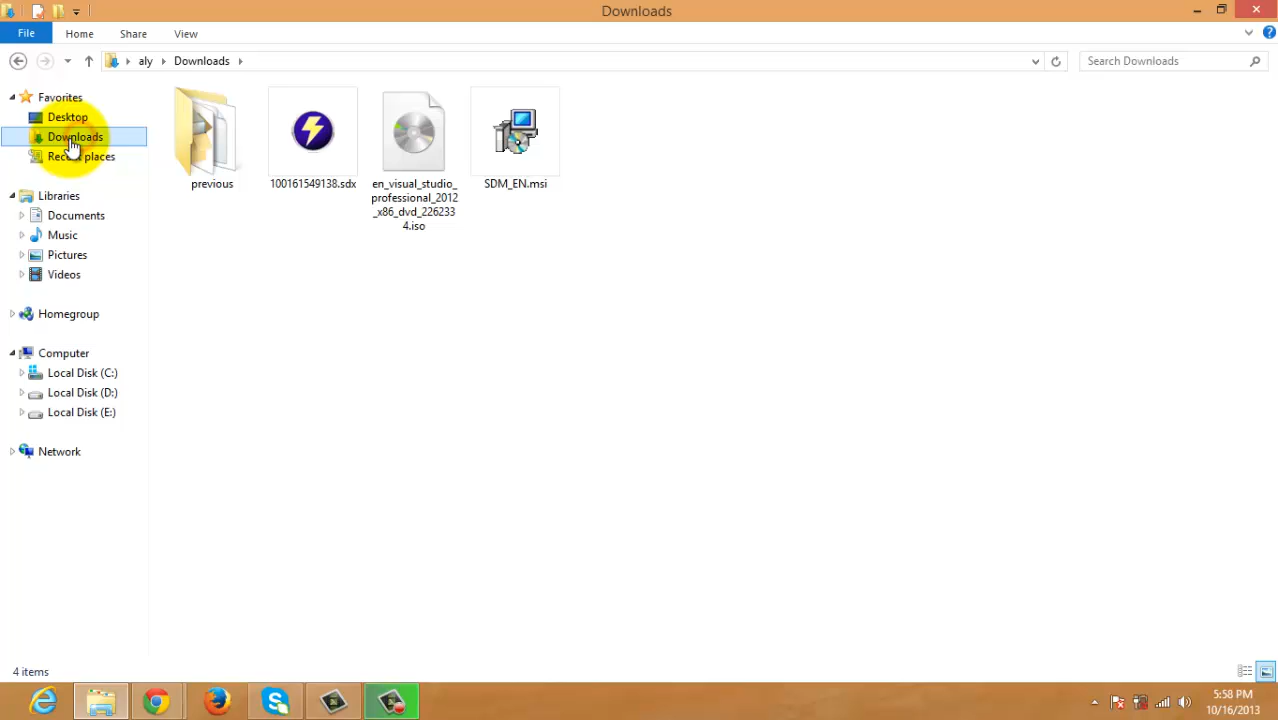 Downloads
File
Home
Share
View
aly
Downloads
Search Downloads
Favorites
Desktop
Downloads
Recent places
Libraries
Documents
Music
Pictures
Videos
Homegroup
Computer
Local Disk (C:)
Local Disk (D:)
Local Disk (E:)
Network
previous
100161549138.sdx
en_visual_studio_
professional_2012
_x86_dvd_226233
4.iso
SDM_EN.msi
4 items
5:58 PM
10/16/2013